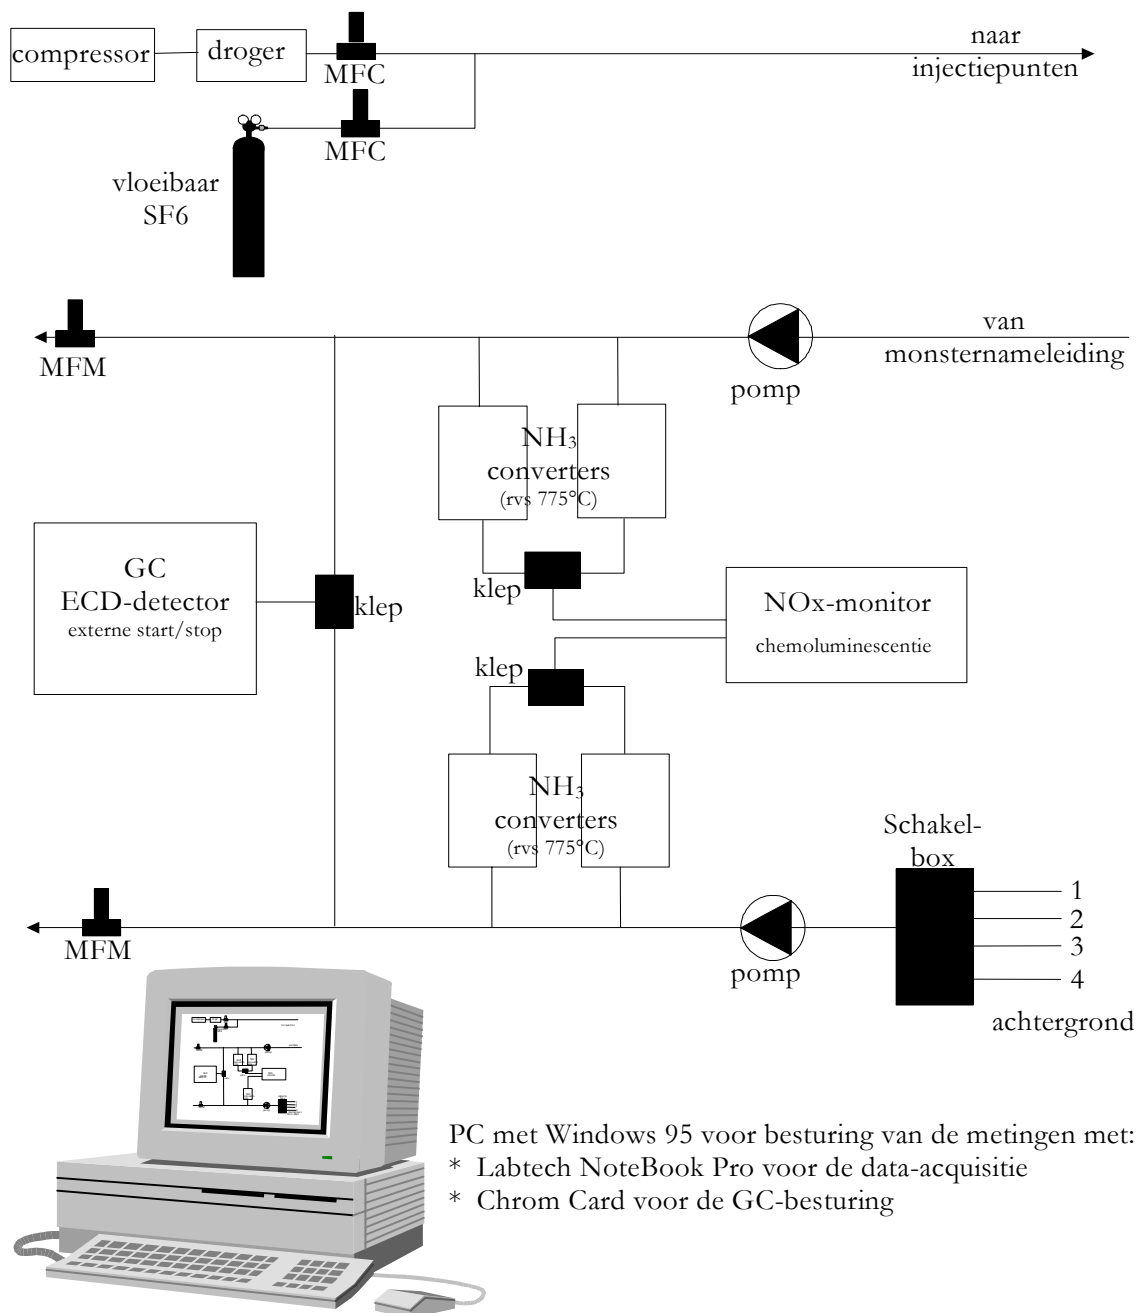 compressor
droger
MFC
naar
injectiepunten
MFC
vloeibaar
SF6
MFM
pomp
van
monsternameleiding
NH₃
converters
(rvs 775°C)
GC
ECD-detector
externe start/stop
klep
klep
NOx-monitor
chemoluminescentie
klep
NH₃
converters
(rvs 775°C)
Schakel-
box
1
2
3
4
MFM
pomp
achtergrond
PC met Windows 95 voor besturing van de metingen met:
* Labtech NoteBook Pro voor de data-acquisitie
* Chrom Card voor de GC-besturing